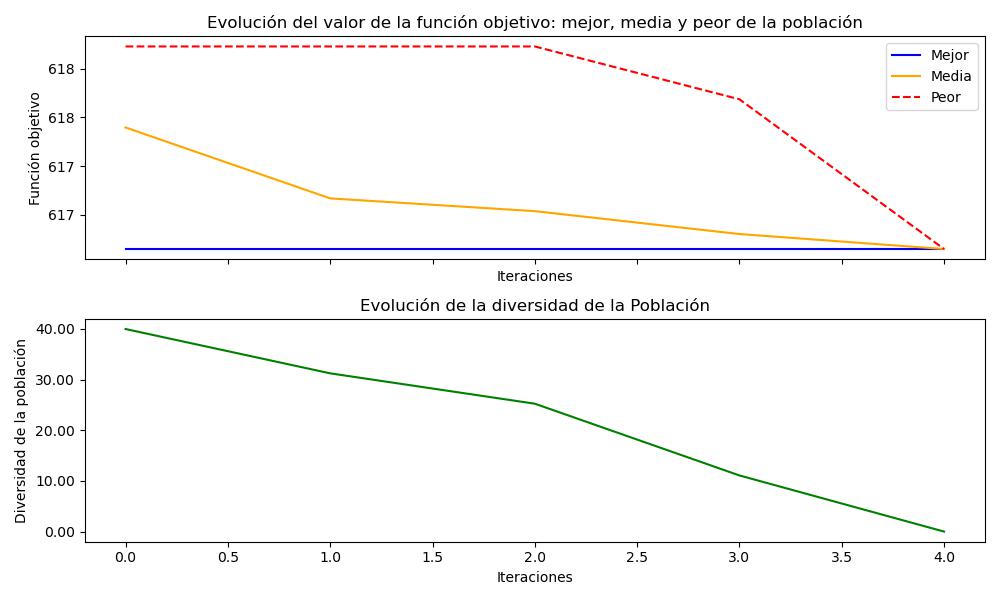 Evolución del valor de la función objetivo: mejor, media y peor de la población
Mejor
Media
Peor
618
618
617
617
Función objetivo
Iteraciones
Evolución de la diversidad de la Población
40.00
30.00
20.00
10.00
0.00
Diversidad de la población
0.0 0.5 1.0 1.5 2.0 2.5 3.0 3.5 4.0
Iteraciones